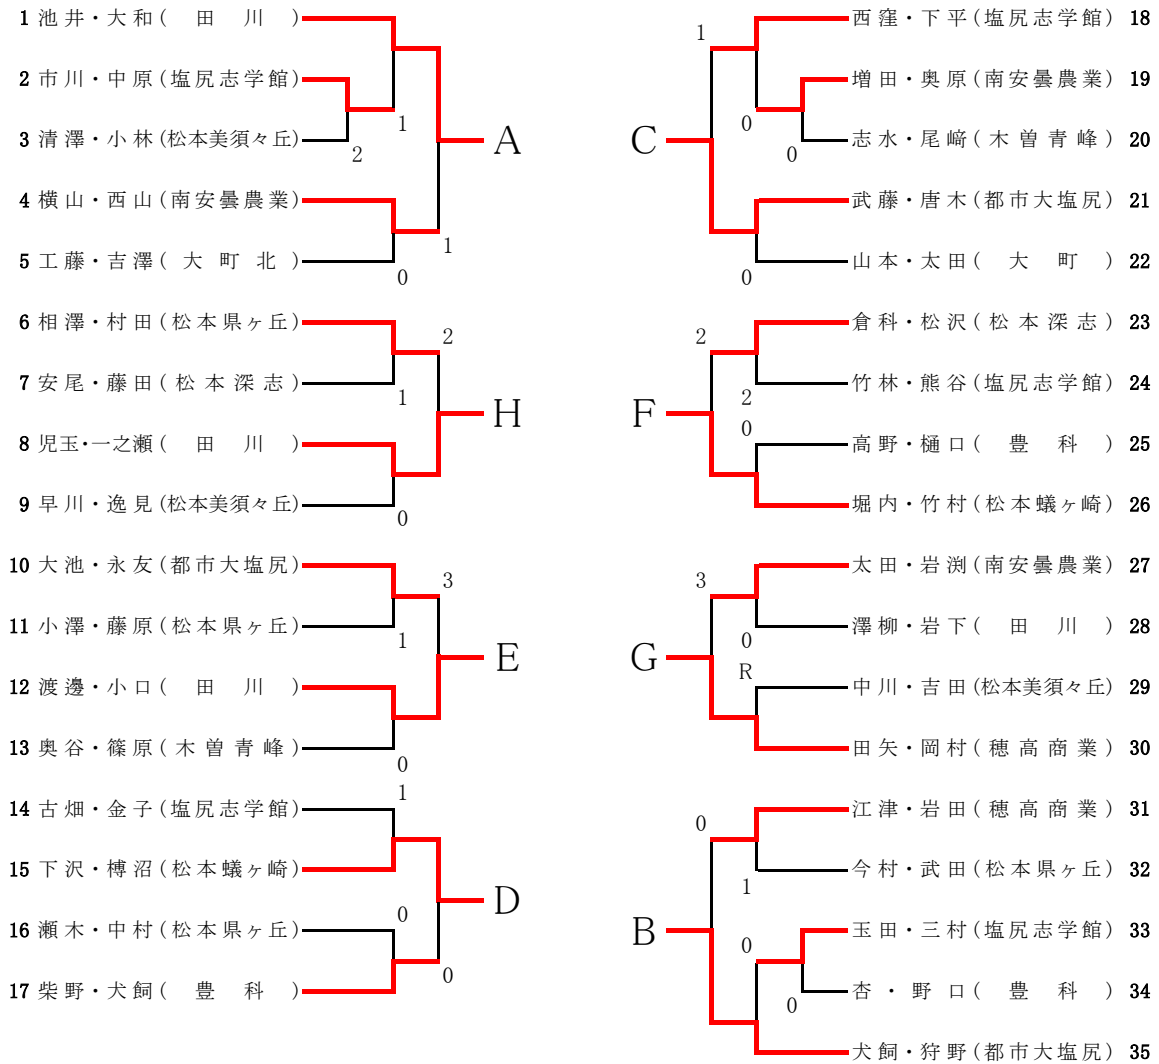 1 池井・大和(田川)
2 市川・中原(塩尻志学館)
1
3 清澤・小林(松本美須々丘)
2
A
4 横山・西山(南安曇農業)
1
5 工藤・吉澤(大町北)
0
6 相澤・村田(松本県ヶ丘)
2
7 安尾・藤田(松本深志)
1
H
8 児玉・一之瀬(田川)
9 早川・逸見(松本美須々丘)
0
10 大池・永友(都市大塩尻)
3
11 小澤・藤原(松本県ヶ丘)
1
E
12 渡邊・小口(田川)
13 奥谷・篠原(木曽青峰)
0
14 古畑・金子(塩尻志学館)
1
15 下沢・榑沼(松本蟻ヶ崎)
D
0
16 瀬木・中村(松本県ヶ丘)
0
17 柴野・犬飼(豊科)
西窪・下平(塩尻志学館) 18
1
増田・奥原(南安曇農業) 19
0
志水・尾﨑(木曽青峰) 20
0
C
武藤・唐木(都市大塩尻) 21
山本・太田(大町) 22
0
倉科・松沢(松本深志) 23
2
竹林・熊谷(塩尻志学館) 24
2
F
0
高野・樋口(豊科) 25
堀内・竹村(松本蟻ヶ崎) 26
太田・岩渕(南安曇農業) 27
3
澤柳・岩下(田川) 28
0
G
R
中川・吉田(松本美須々丘) 29
田矢・岡村(穂高商業) 30
江津・岩田(穂高商業) 31
0
今村・武田(松本県ヶ丘) 32
1
B
0
玉田・三村(塩尻志学館) 33
杏・野口(豊科) 34
0
犬飼・狩野(都市大塩尻) 35